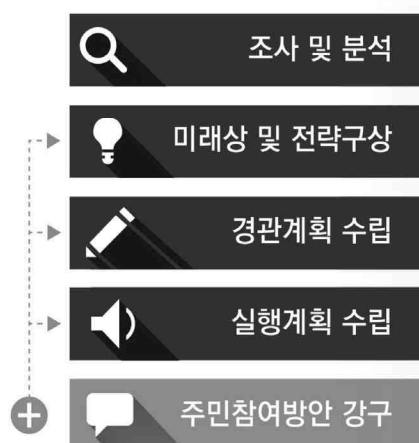 조사 및 분석
미래상 및 전략구상
경관계획 수립
실행계획 수립
주민참여방안 강구